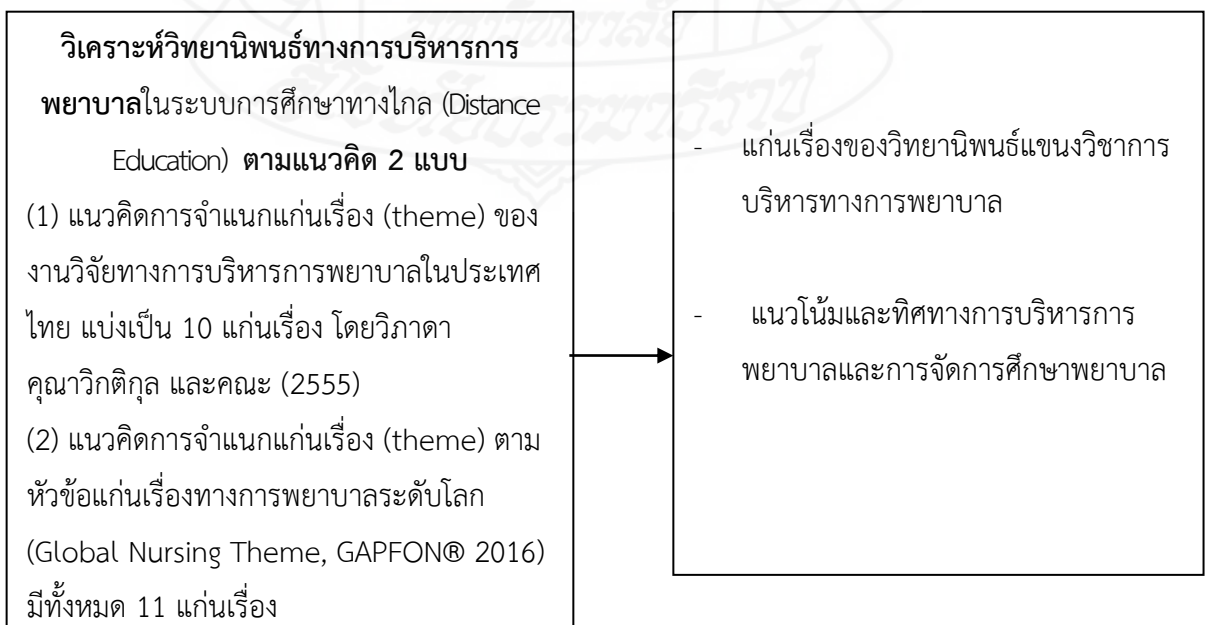 วิเคราะห์วิทยานิพนธ์ทางการบริหารการ
พยาบาลในระบบการศึกษาทางไกล (Distance
Education) ตามแนวคิด 2 แบบ
(1) แนวคิดการจำแนกแก่นเรื่อง (theme) ของ
งานวิจัยทางการบริหารการพยาบาลในประเทศ
ไทย แบ่งเป็น 10 แก่นเรื่อง โดยวิภาดา
คุณาวิกติกุล และคณะ (2555)
(2) แนวคิดการจำแนกแก่นเรื่อง (theme) ตาม
หัวข้อแก่นเรื่องทางการพยาบาลระดับโลก
(Global Nursing Theme, GAPFON® 2016)
มีทั้งหมด 11 แก่นเรื่อง
- แก่นเรื่องของวิทยานิพนธ์แขนงวิชาการ
บริหารทางการพยาบาล
- แนวโน้มและทิศทางการบริหารการ
พยาบาลและการจัดการศึกษาพยาบาล